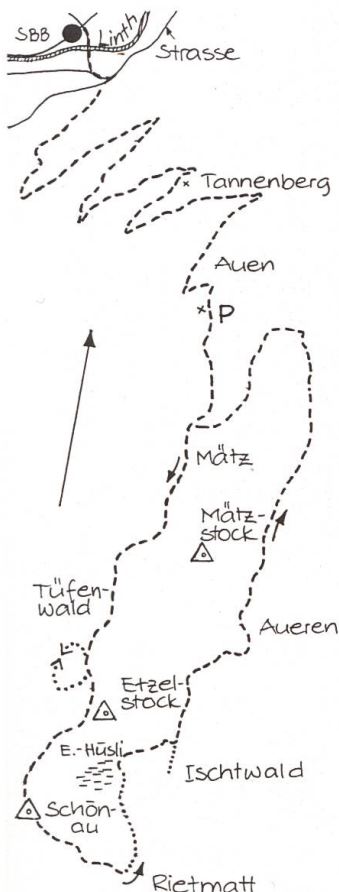 SBB
Linth
Strasse
Tannenberg
Auen
P
Mätz
Mätz-
stock
Tüfen-
wald
Aueren
Etzel-
stock
E.-Hüsli
Ischtwald
Schön-
au
Rietmatt